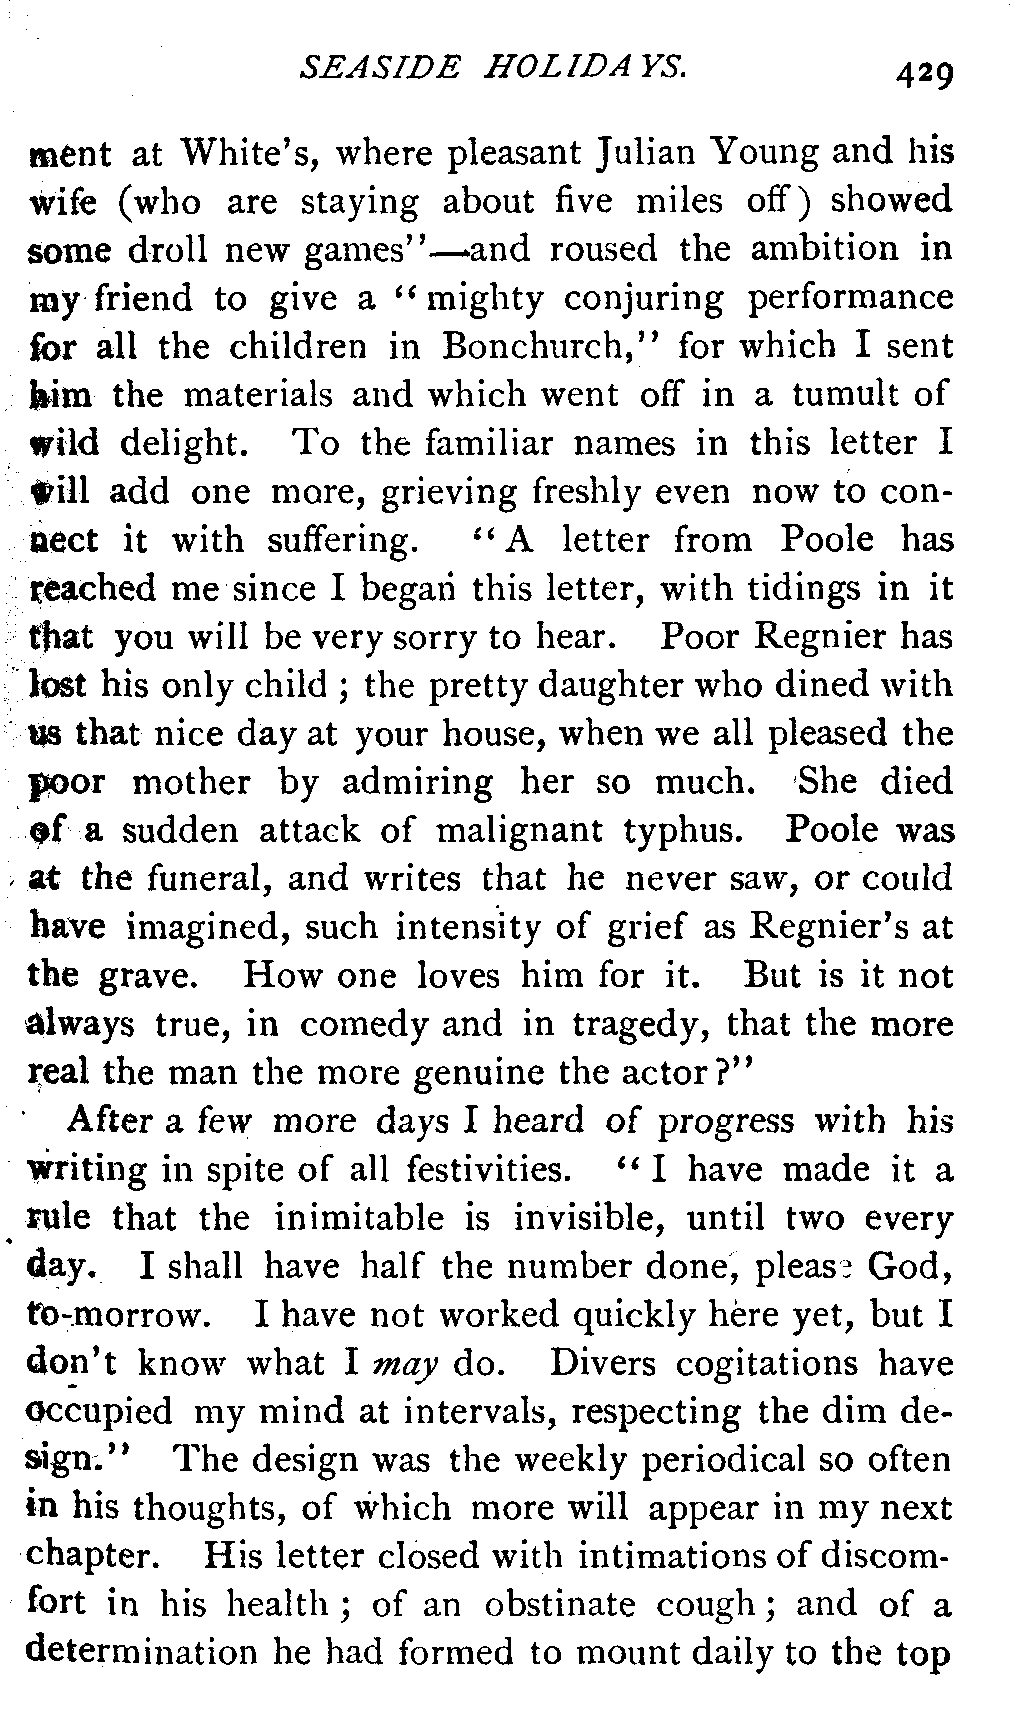 SEASIDE HOLIDAYS. 429
ment at White's, where pleasant Julian Young and his
wife (who are staying about five miles off) showed
some droll new games"—and roused the ambition in
my friend to give a "mighty conjuring performance
for all the children in Bonchurch," for which I sent
him the materials and which went off in a tumult of
wild delight. To the familiar names in this letter I
will add one more, grieving freshly even now to con-
nect it with suffering. "A letter from Poole has
reached me since I began this letter, with tidings in it
that you will be very sorry to hear. Poor Regnier has
lost his only child; the pretty daughter who dined with
us that nice day at your house, when we all pleased the
poor mother by admiring her so much. She died
of a sudden attack of malignant typhus. Poole was
at the funeral, and writes that he never saw, or could
have imagined, such intensity of grief as Regnier's at
the grave. How one loves him for it. But is it not
always true, in comedy and in tragedy, that the more
real the man the more genuine the actor?"
After a few more days I heard of progress with his
writing in spite of all festivities. "I have made it a
rule that the inimitable is invisible, until two every
day. I shall have half the number done, please God,
to-morrow. I have not worked quickly here yet, but I
don't know what I may do. Divers cogitations have
occupied my mind at intervals, respecting the dim de-
sign." The design was the weekly periodical so often
in his thoughts, of which more will appear in my next
chapter. His letter closed with intimations of discom-
fort in his health; of an obstinate cough; and of a
determination he had formed to mount daily to the top